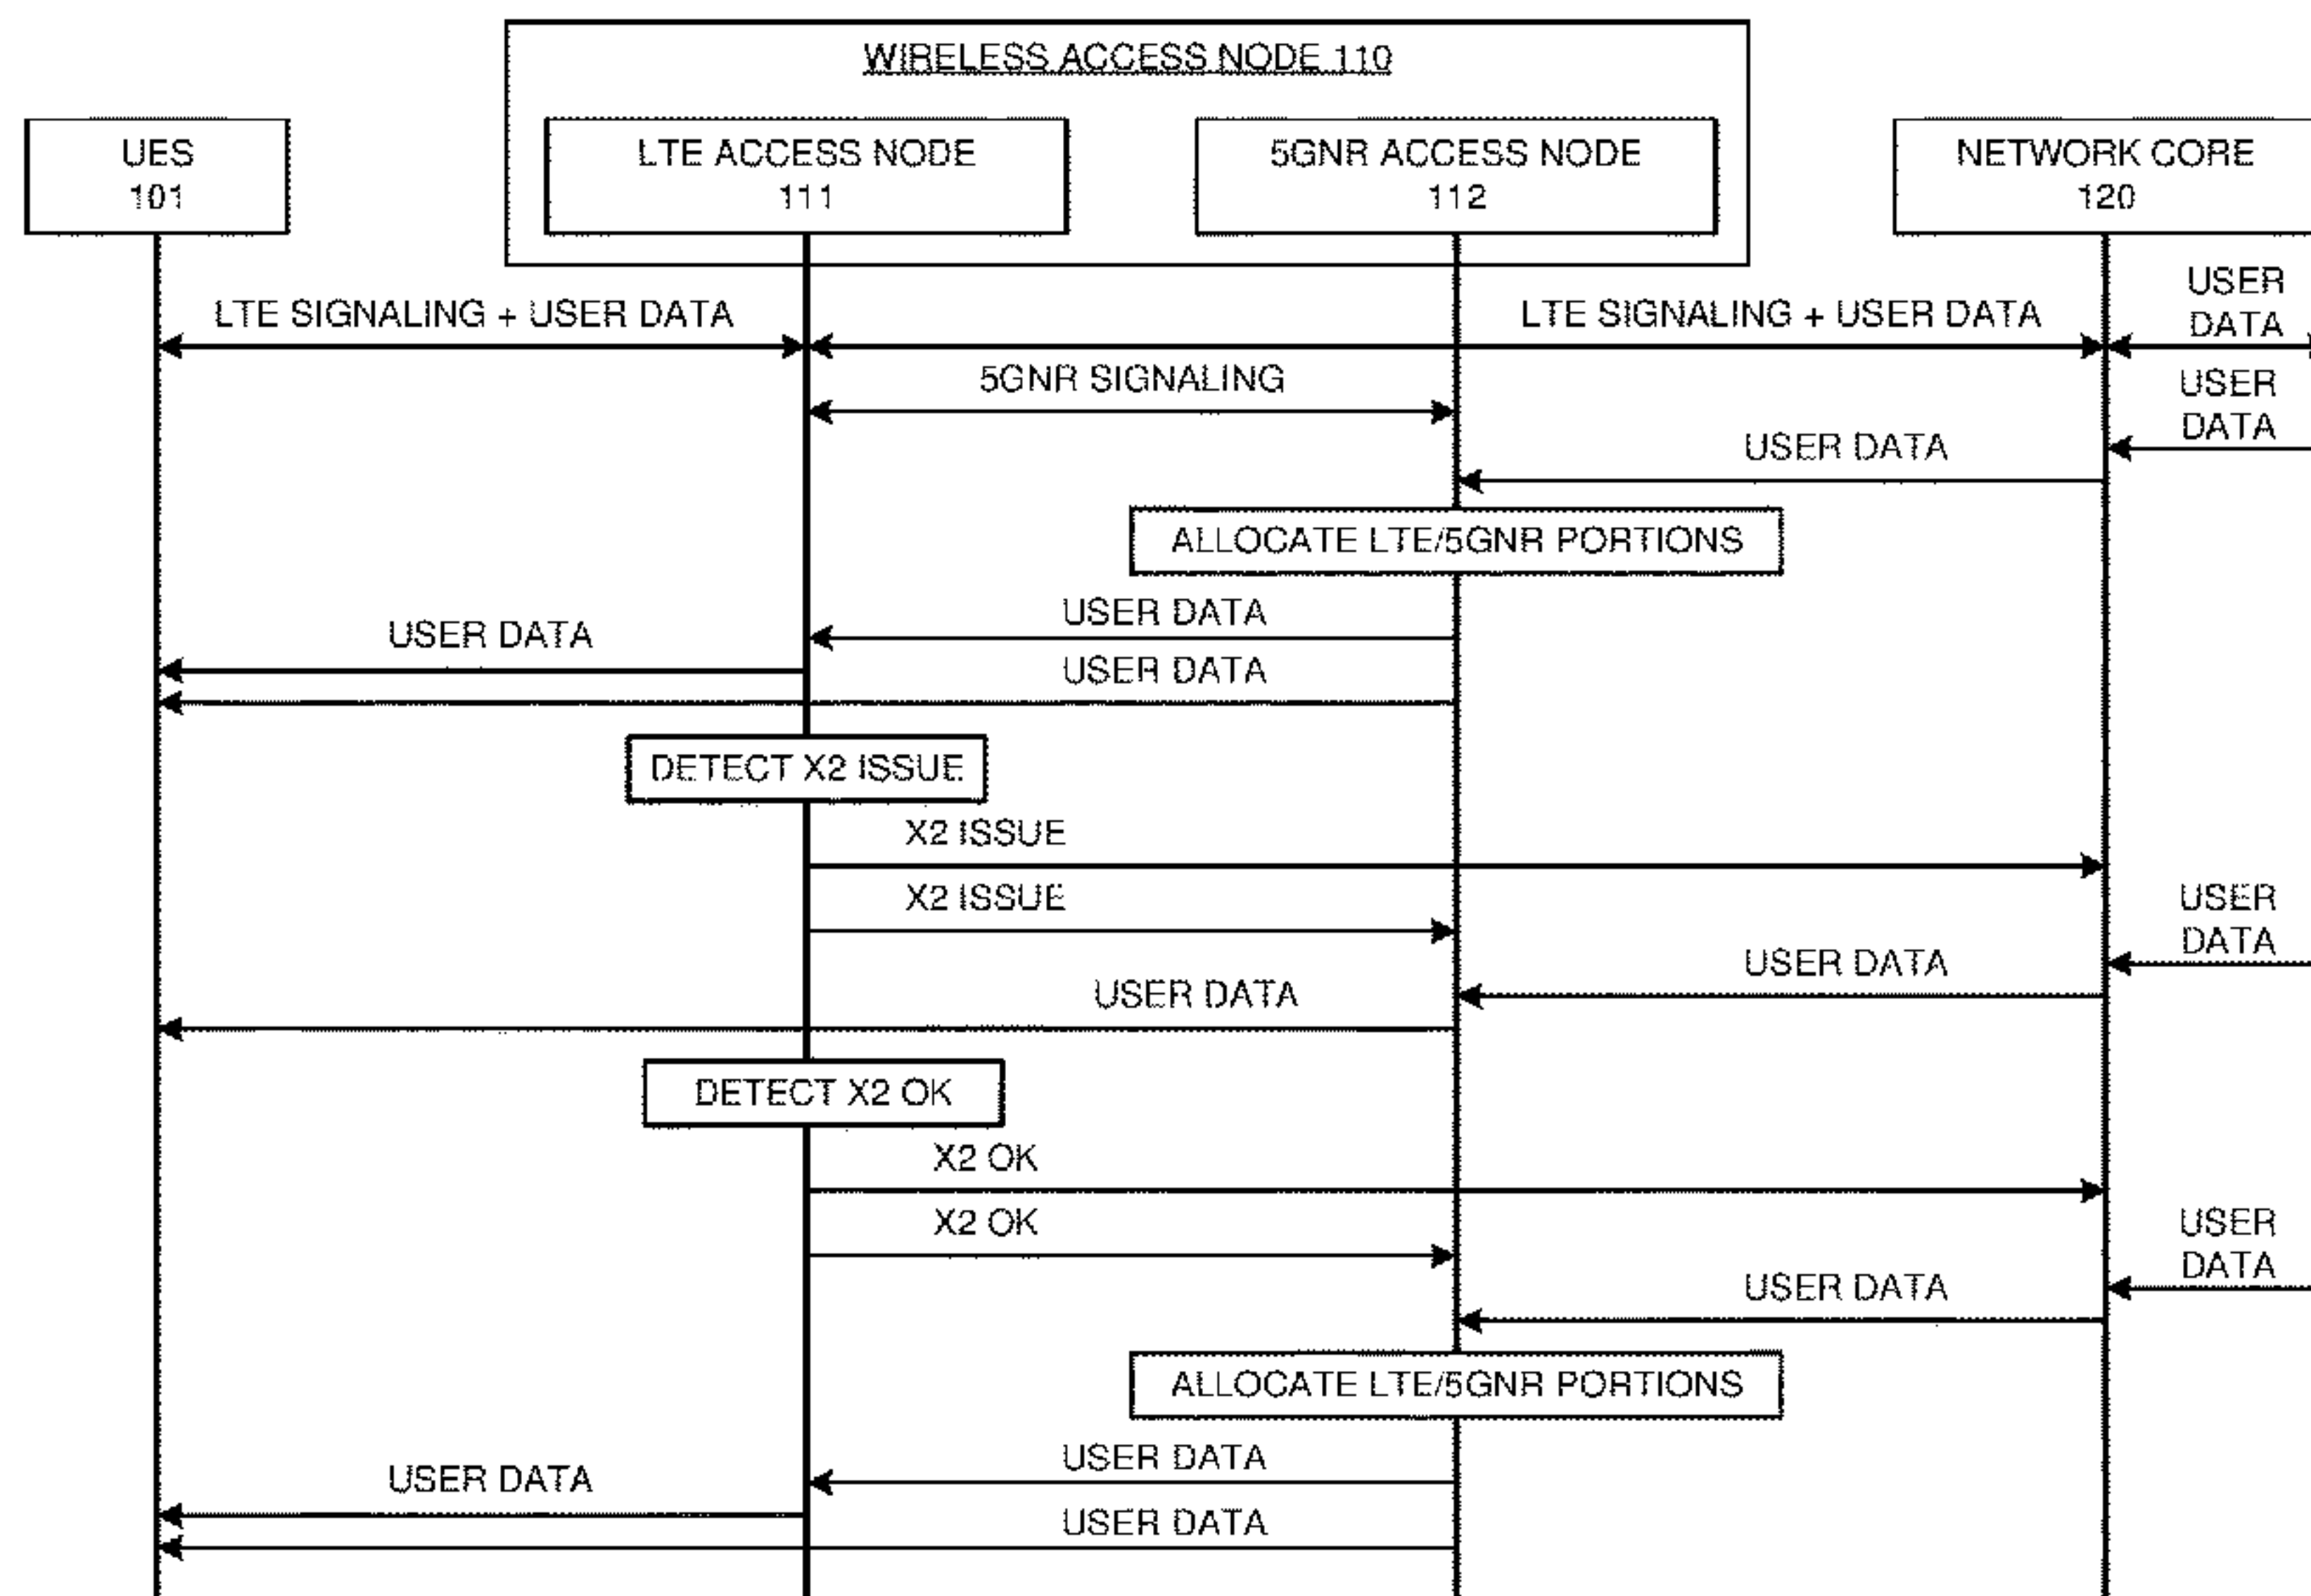 WIRELESS ACCESS NODE 110
UES
101
LTE ACCESS NODE
111
5GNR ACCESS NODE
112
NETWORK CORE
120
LTE SIGNALING + USER DATA
LTE SIGNALING + USER DATA
USER
DATA
5GNR SIGNALING
USER
DATA
USER DATA
ALLOCATE LTE/5GNR PORTIONS
USER DATA
USER DATA
USER DATA
DETECT X2 ISSUE
X2 ISSUE
X2 ISSUE
USER
DATA
USER DATA
USER DATA
DETECT X2 OK
X2 OK
X2 OK
USER
DATA
USER DATA
ALLOCATE LTE/5GNR PORTIONS
USER DATA
USER DATA
USER DATA